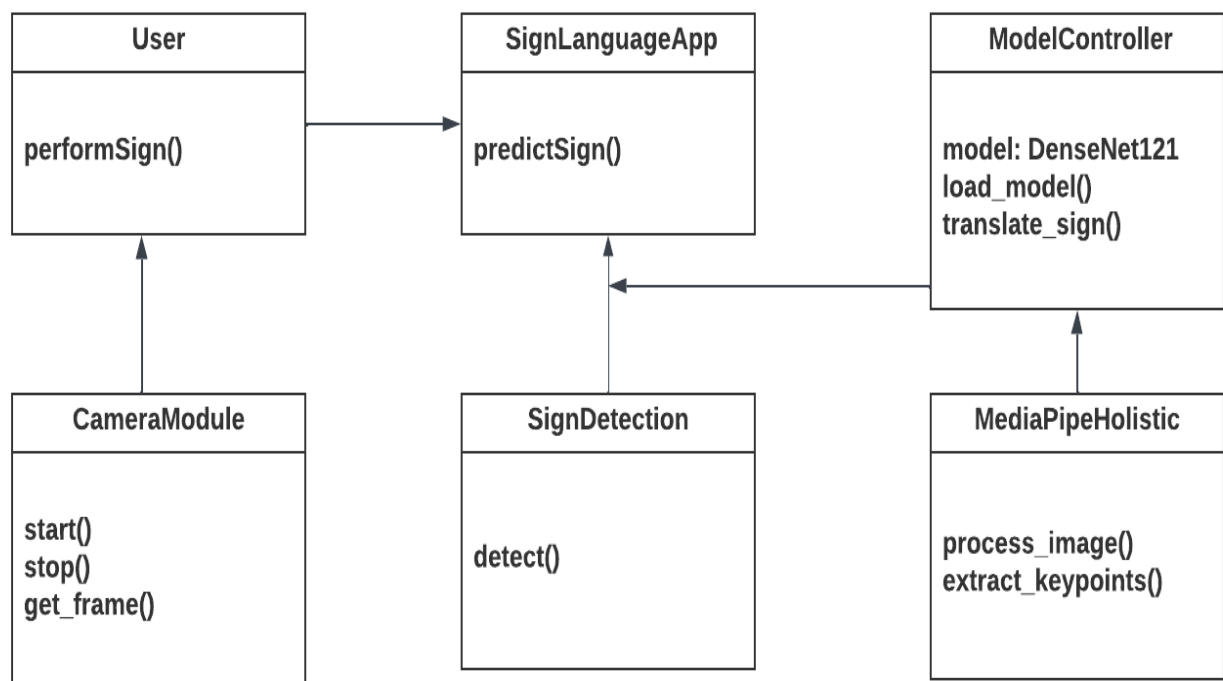 User
performSign()
SignLanguageApp
predictSign()
ModelController
model: DenseNet121
load_model()
translate_sign()
CameraModule
start()
stop()
get_frame()
SignDetection
detect()
MediaPipeHolistic
process_image()
extract_keypoints()